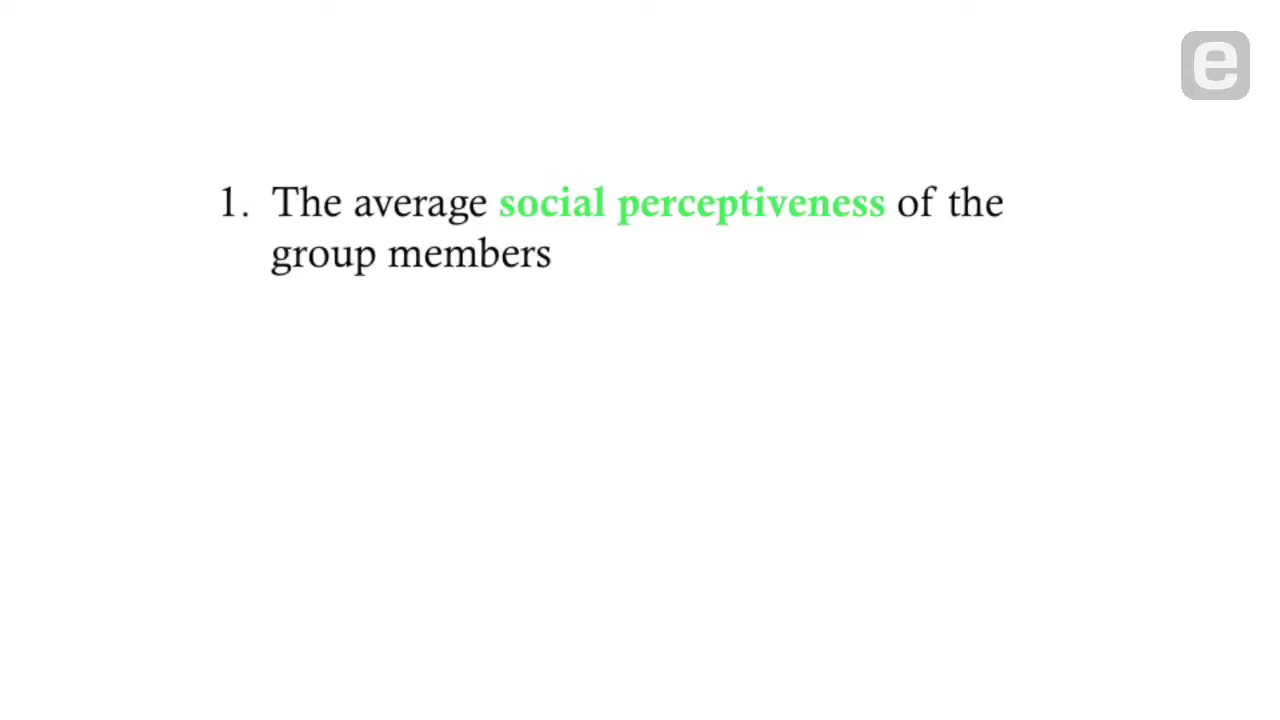 e
1. The average social perceptiveness of the
group members